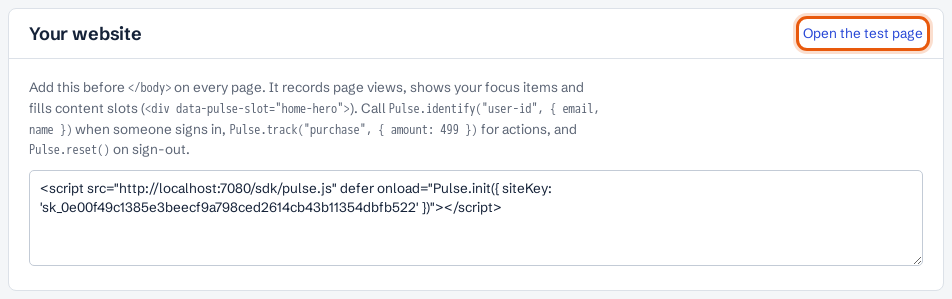 Your website
Open the test page
Add this before </body> on every page. It records page views, shows your focus items and
fills content slots (<div data-pulse-slot="home-hero">). Call Pulse.identify("user-id", { email,
name }) when someone signs in, Pulse.track("purchase", { amount: 499 }) for actions, and
Pulse.reset() on sign-out.
<script src="http://localhost:7080/sdk/pulse.js" defer onload="Pulse.init({ siteKey:
'sk_0e00f49c1385e3beecf9a798ced2614cb43b11354dbfb522' })"></script>